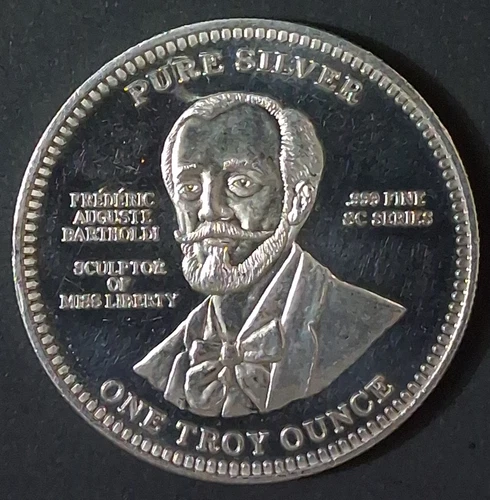 PURE SILVER
FRÉDÉRIC
AUGUSTE
BARTHOLDI
SCULPTOR
OF
MISS LIBERTY
.999 FINE
SC SERIES
ONE TROY OUNCE